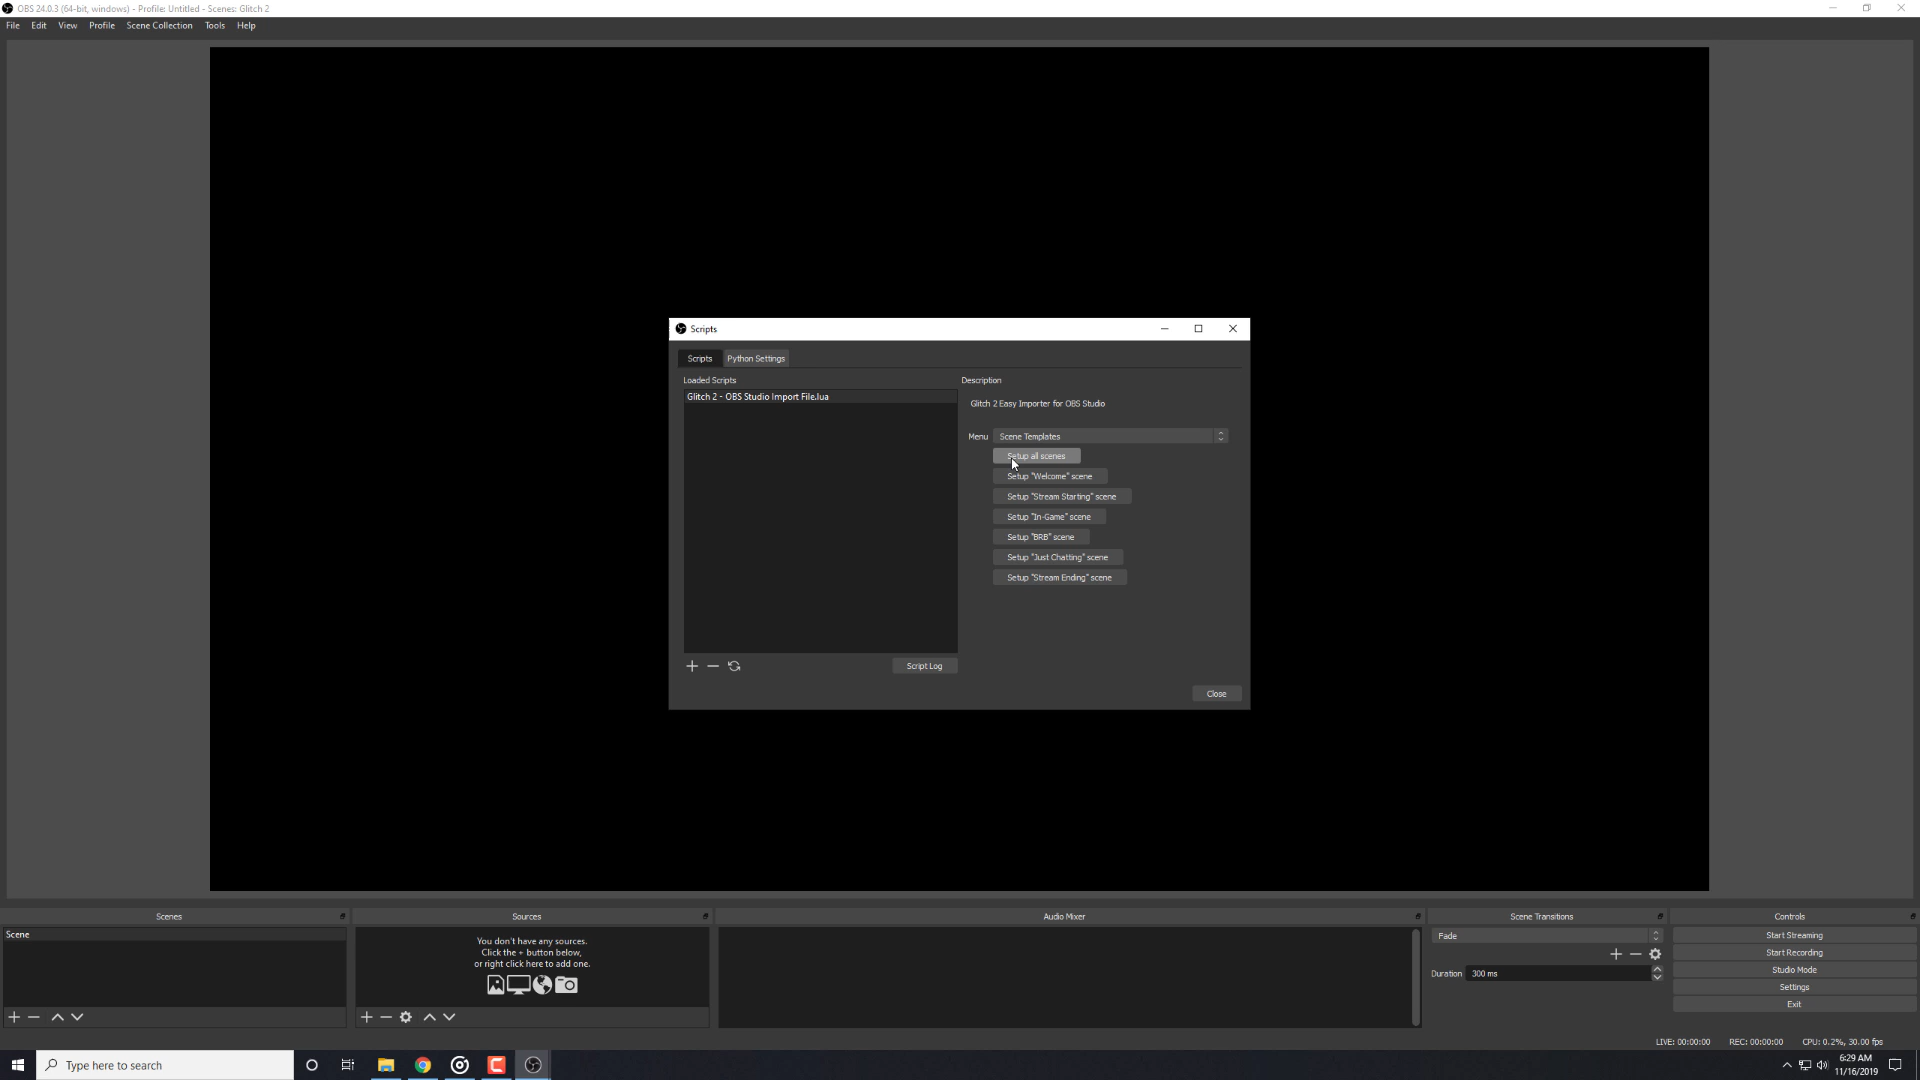 OBS 24.0.3 (64-bit, windows) - Profile: Untitled - Scenes: Glitch 2
File Edit View Profile Scene Collection Tools Help
Scripts
Scripts Python Settings
Loaded Scripts
Glitch 2 - OBS Studio Import File.lua
Script Log
Description
Glitch 2 Easy Importer for OBS Studio
Menu Scene Templates
Setup all scenes
Setup "Welcome" scene
Setup "Stream Starting" scene
Setup "In-Game" scene
Setup "BRB" scene
Setup "Just Chatting" scene
Setup "Stream Ending" scene
Close
Scenes
Scene
Sources
You don't have any sources.
Click the + button below,
or right click here to add one.
Audio Mixer
Scene Transitions
Fade
Duration 300 ms
Controls
Start Streaming
Start Recording
Studio Mode
Settings
Exit
LIVE: 00:00:00 REC: 00:00:00 CPU: 0.2%, 30.00 fps
Type here to search
6:29 AM
11/16/2019